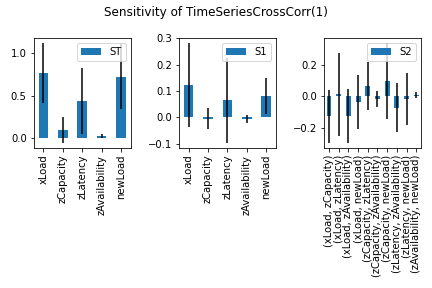 Sensitivity of TimeSeriesCrossCorr(1)
ST
1.0
0.5
0.0
xLoad
zCapacity
zLatency
zAvailability
newLoad
S1
0.3
0.2
0.1
0.0
−0.1
xLoad
zCapacity
zLatency
zAvailability
newLoad
S2
0.2
0.0
−0.2
(xLoad, zCapacity)
(xLoad, zLatency)
(xLoad, zAvailability)
(xLoad, newLoad)
(zCapacity, zLatency)
(zCapacity, zAvailability)
(zCapacity, newLoad)
(zLatency, zAvailability)
(zLatency, newLoad)
(zAvailability, newLoad)